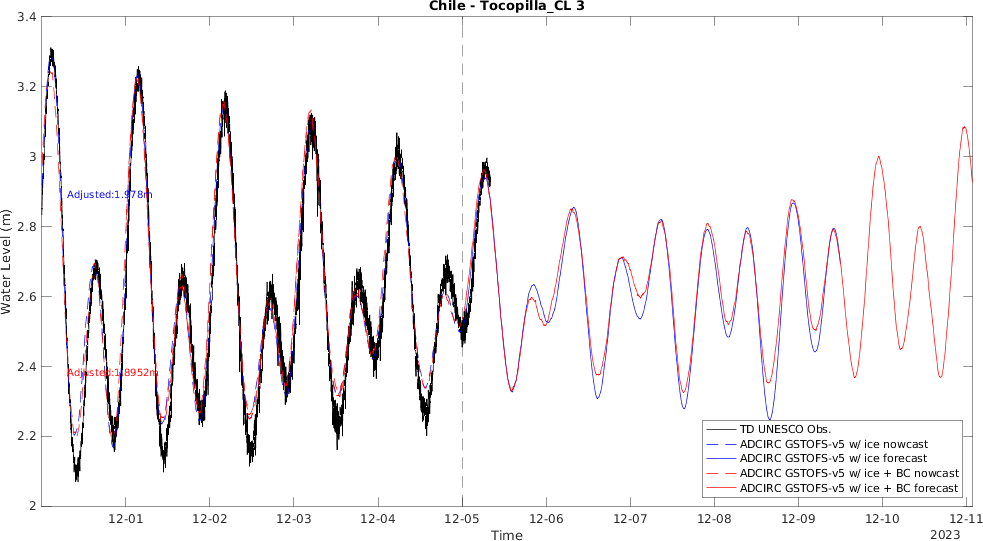 Chile - Tocopilla_CL 3
3.4
3.2
3
2.8
2.6
2.4
2.2
2
Water Level (m)
Adjusted:1.978m
Adjusted:1.8952m
TD UNESCO Obs.
ADCIRC GSTOFS-v5 w/ ice nowcast
ADCIRC GSTOFS-v5 w/ ice forecast
ADCIRC GSTOFS-v5 w/ ice + BC nowcast
ADCIRC GSTOFS-v5 w/ ice + BC forecast
12-01 12-02 12-03 12-04 12-05 12-06 12-07 12-08 12-09 12-10 12-11
Time
2023